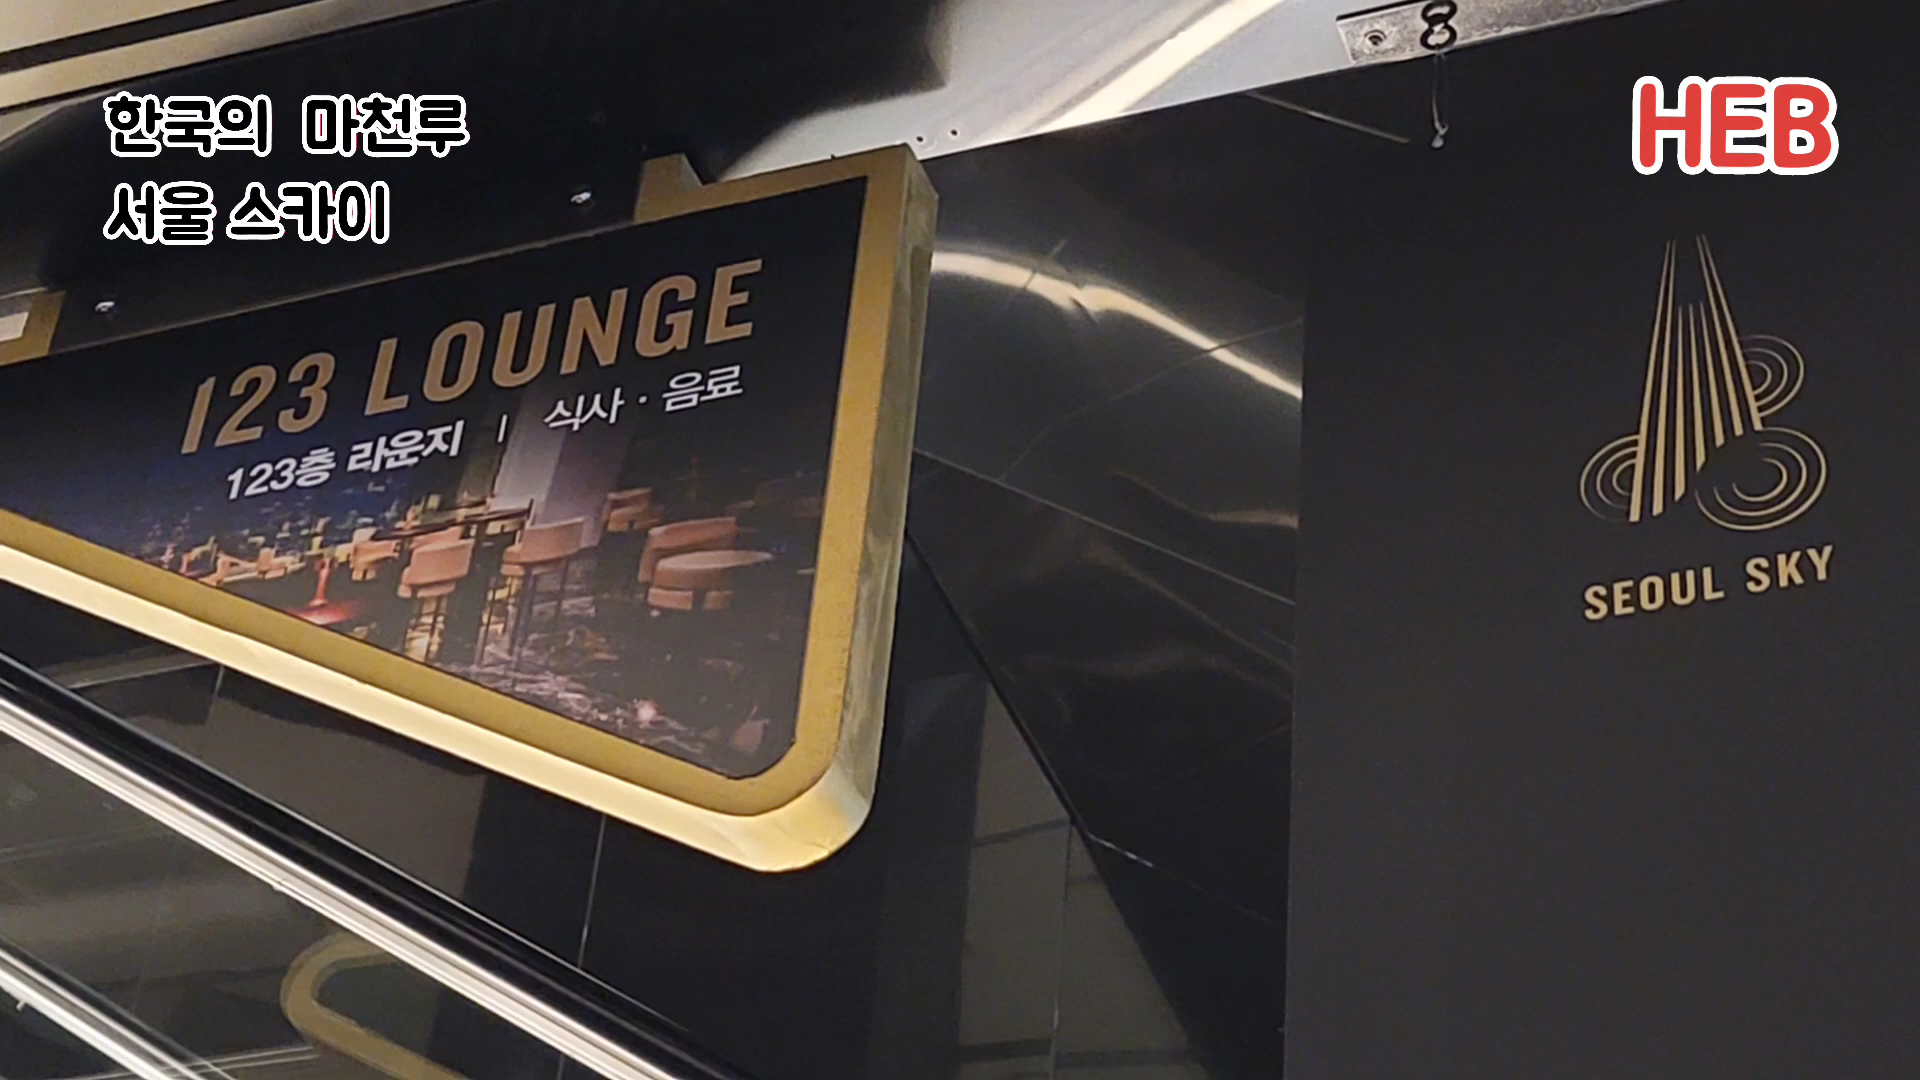 한국의 마천루
서울 스카이
HEB
8
123 LOUNGE
123층 라운지 | 식사 · 음료
SEOUL SKY